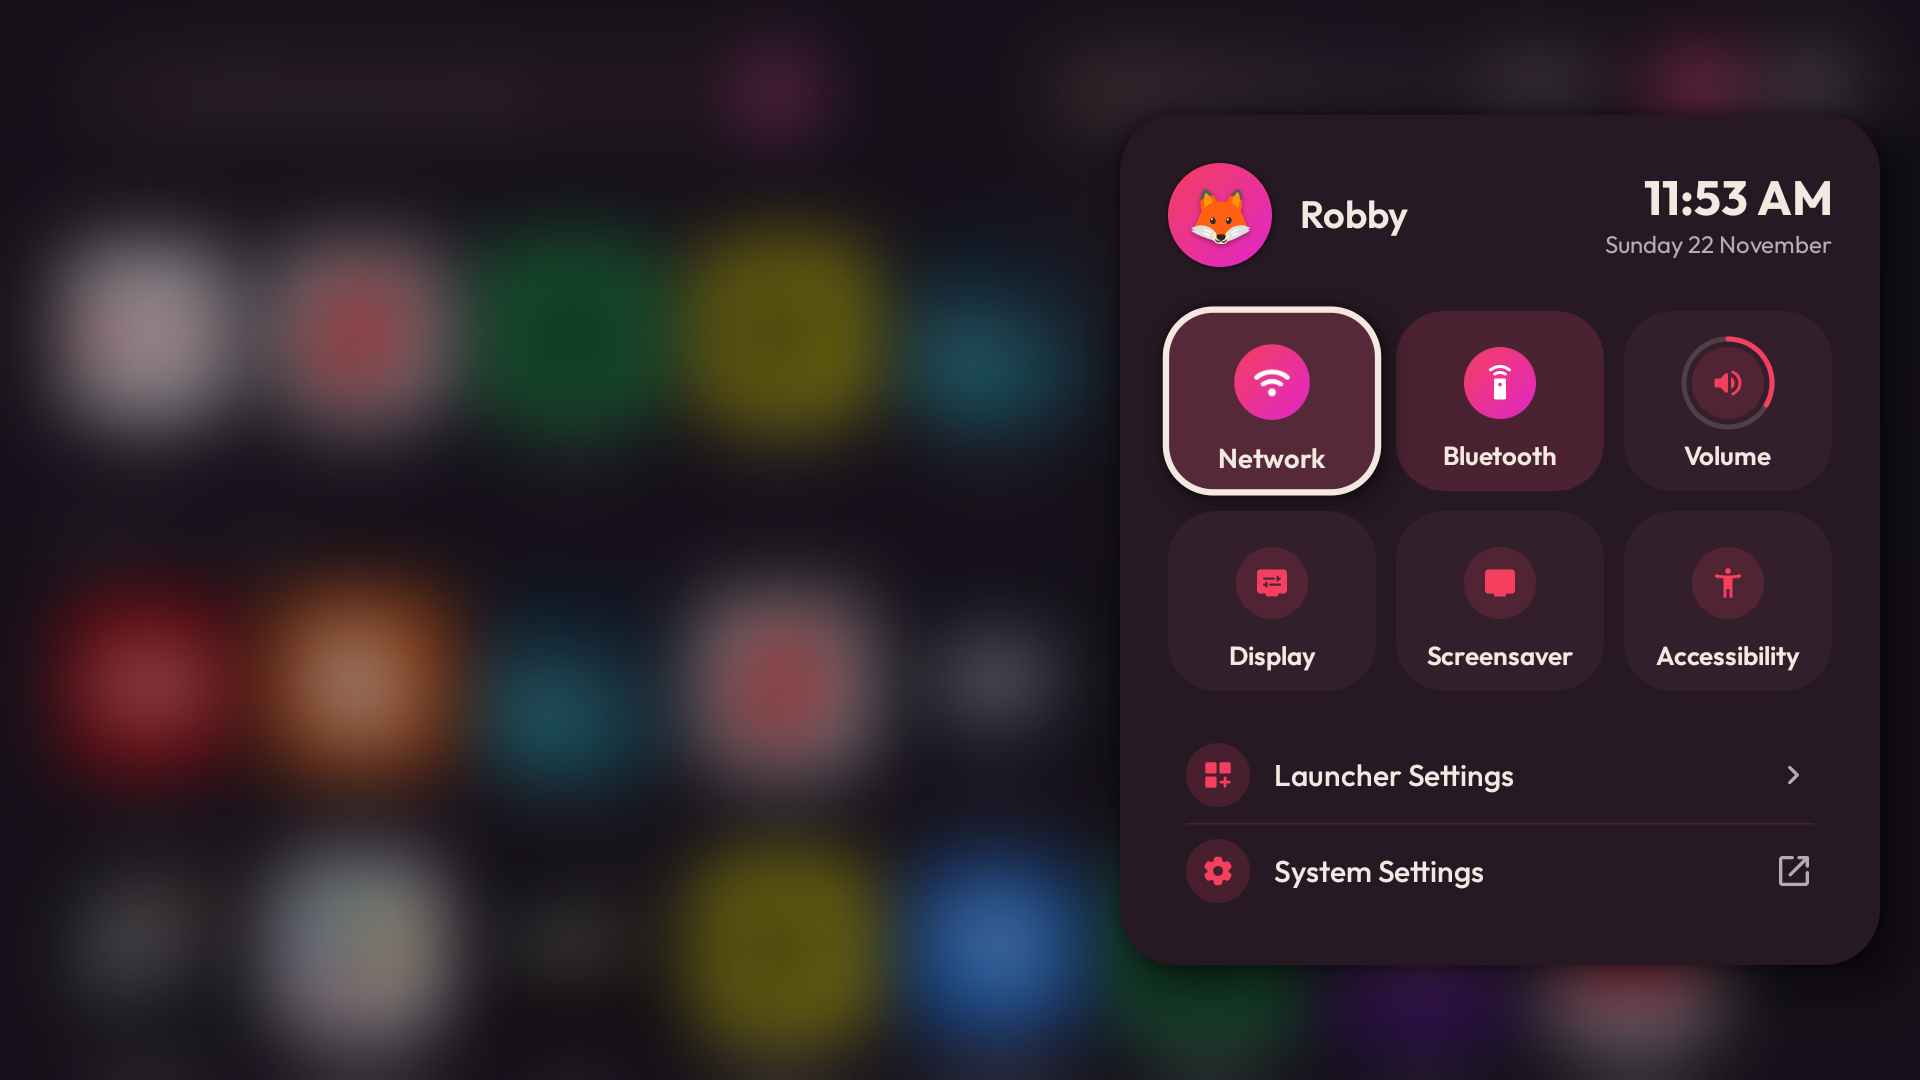 Robby
11:53 AM
Sunday 22 November
Network
Bluetooth
Volume
Display
Screensaver
Accessibility
Launcher Settings
System Settings